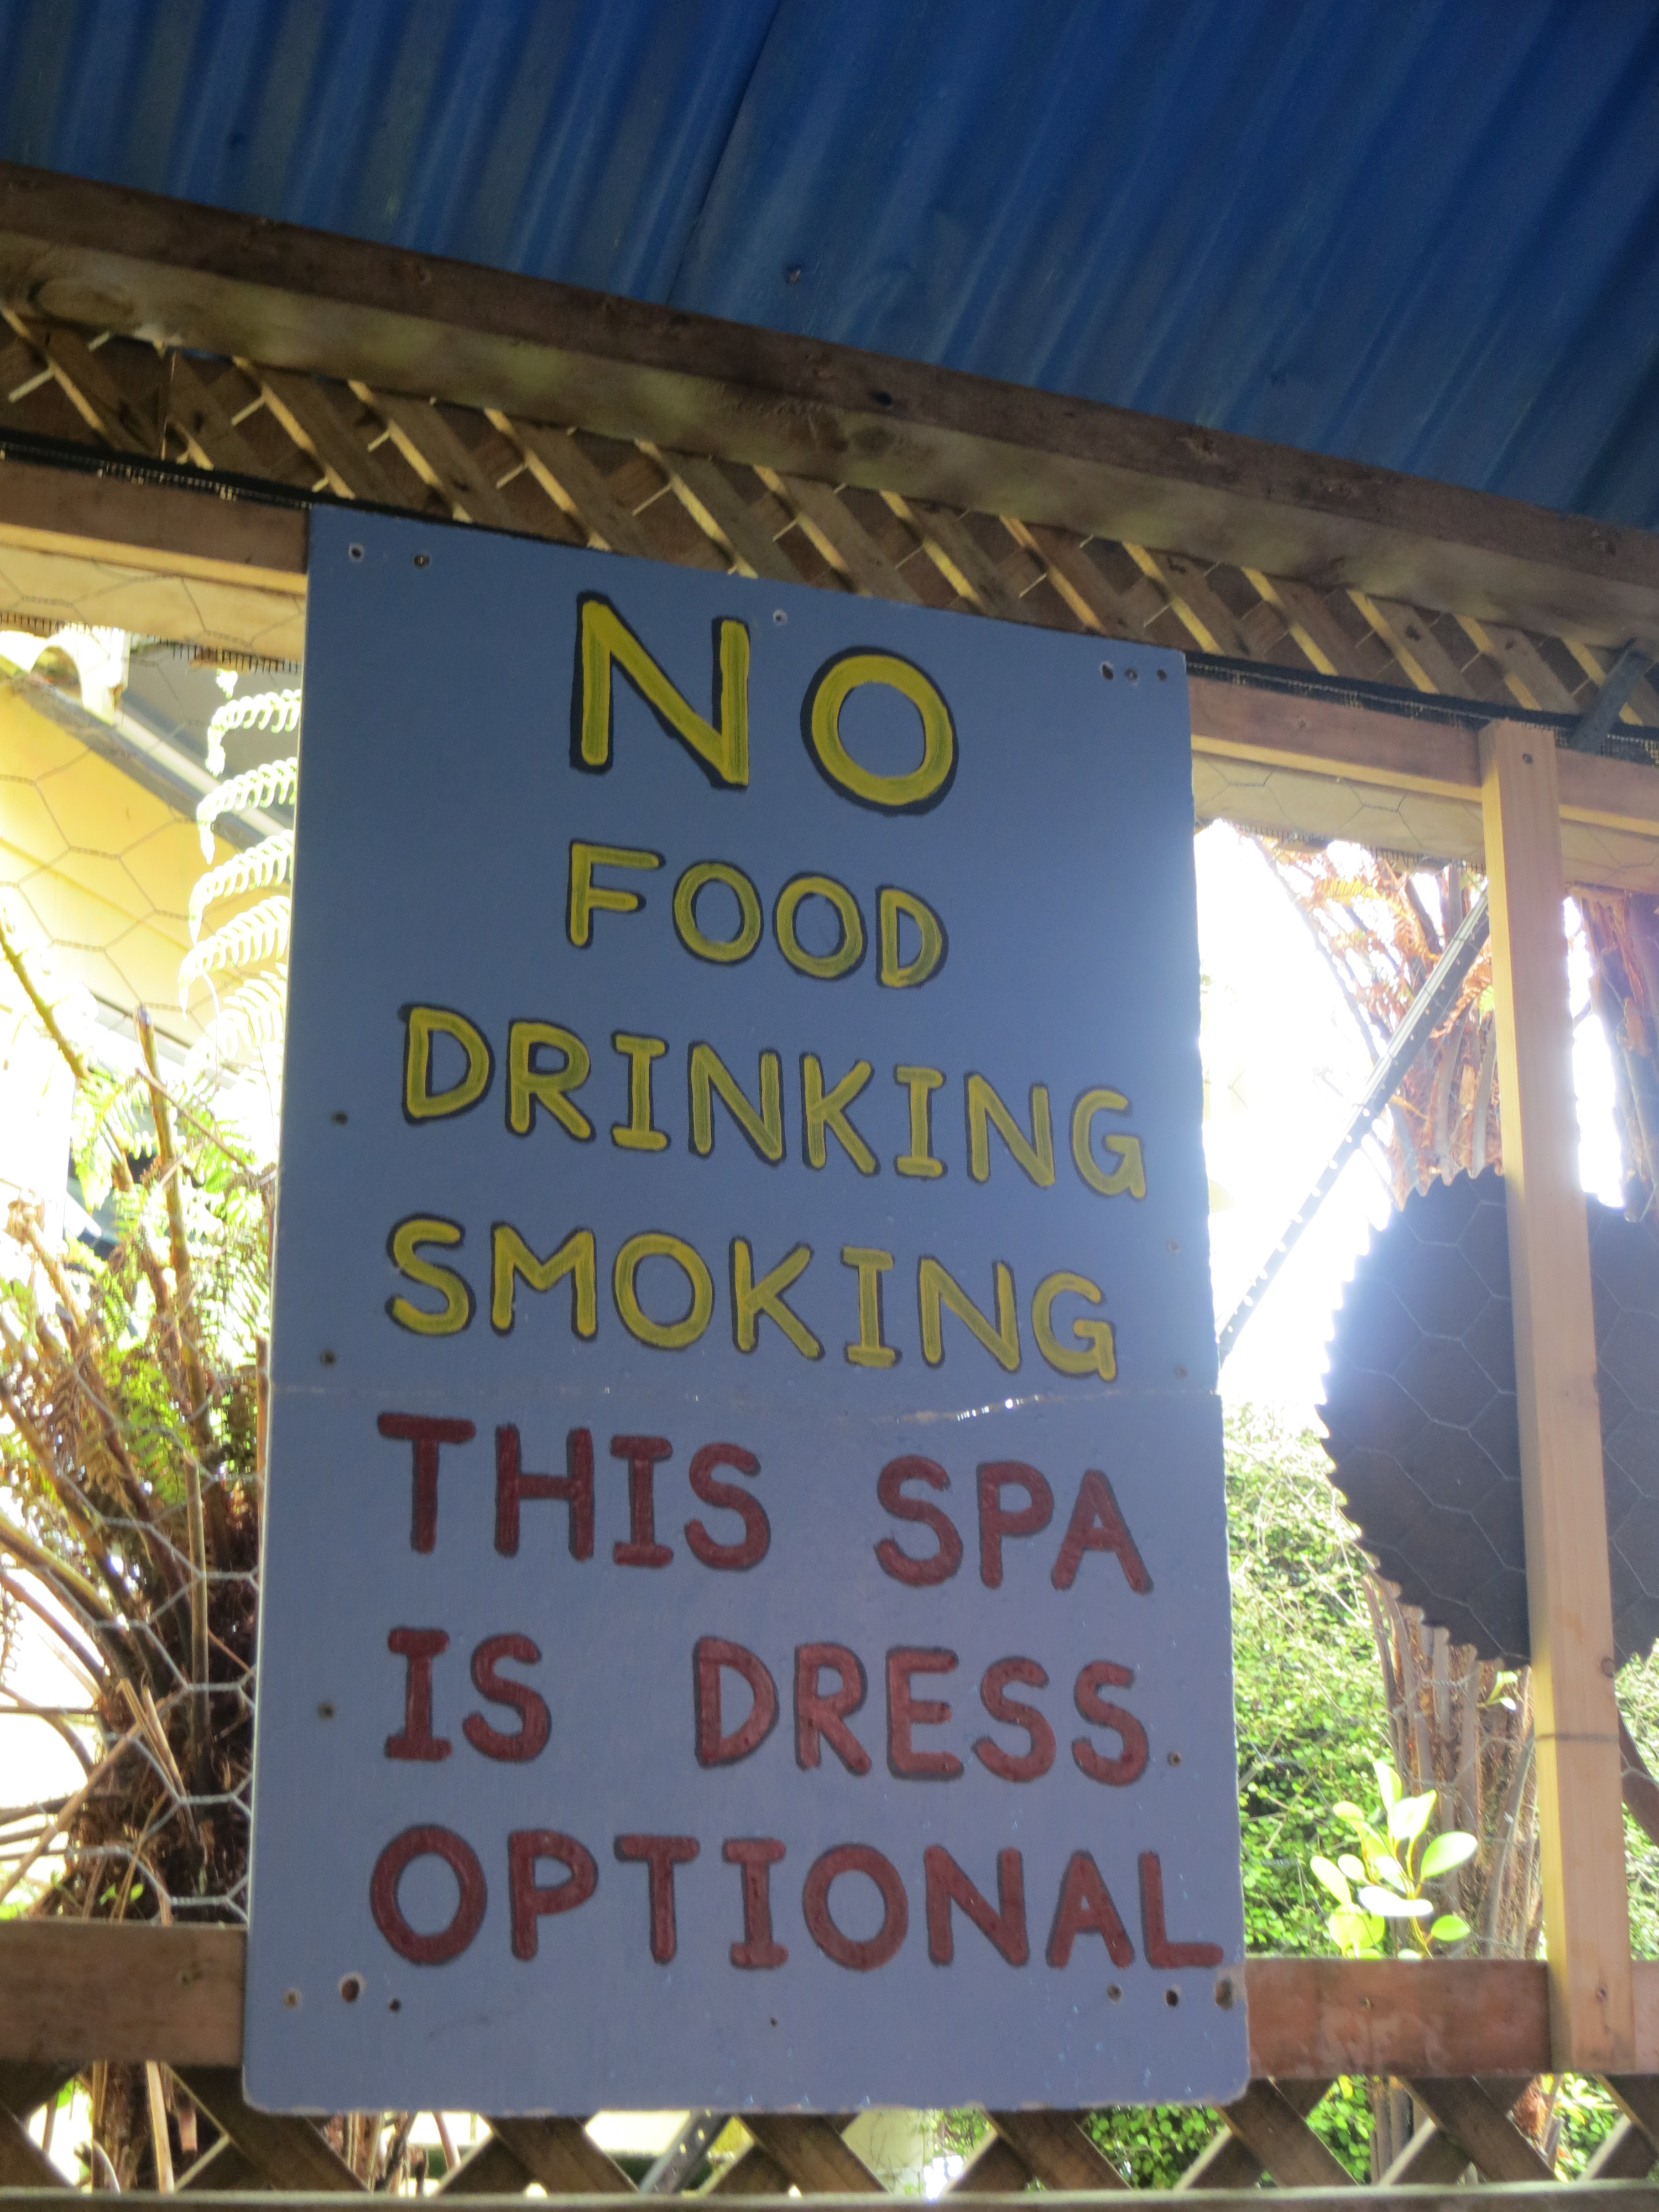 NO
FOOD
DRINKING
SMOKING
THIS SPA
IS DRESS
OPTIONAL